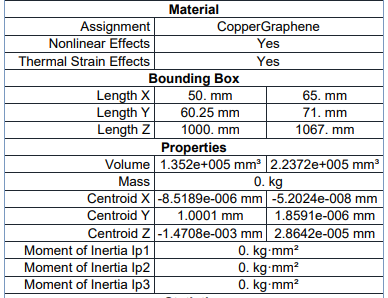 Material
Assignment CopperGraphene
Nonlinear Effects Yes
Thermal Strain Effects Yes
Bounding Box
Length X 50. mm 65. mm
Length Y 60.25 mm 71. mm
Length Z 1000. mm 1067. mm
Properties
Volume 1.352e+005 mm³ 2.2372e+005 mm³
Mass 0. kg
Centroid X -8.5189e-006 mm -5.2024e-008 mm
Centroid Y 1.0001 mm 1.8591e-006 mm
Centroid Z -1.4708e-003 mm 2.8642e-005 mm
Moment of Inertia Ip1 0. kg·mm²
Moment of Inertia Ip2 0. kg·mm²
Moment of Inertia Ip3 0. kg·mm²